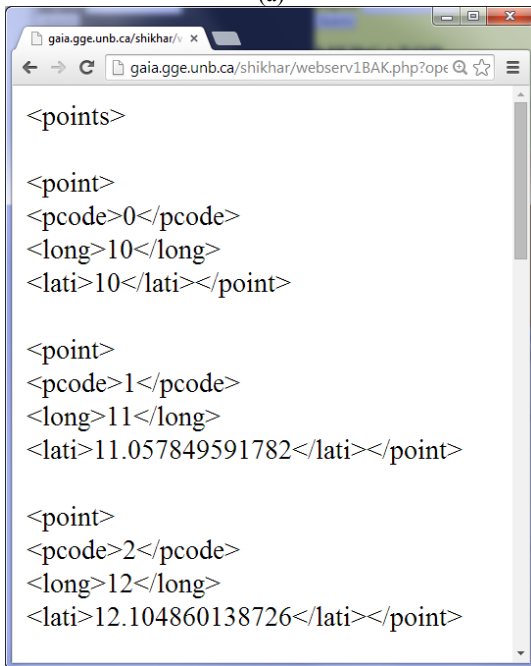 (a)
gaia.gge.unb.ca/shikhar/v
gaia.gge.unb.ca/shikhar/webserv1BAK.php?ope
<points>
<point>
<pcode>0</pcode>
<long>10</long>
<lati>10</lati></point>
<point>
<pcode>1</pcode>
<long>11</long>
<lati>11.057849591782</lati></point>
<point>
<pcode>2</pcode>
<long>12</long>
<lati>12.104860138726</lati></point>